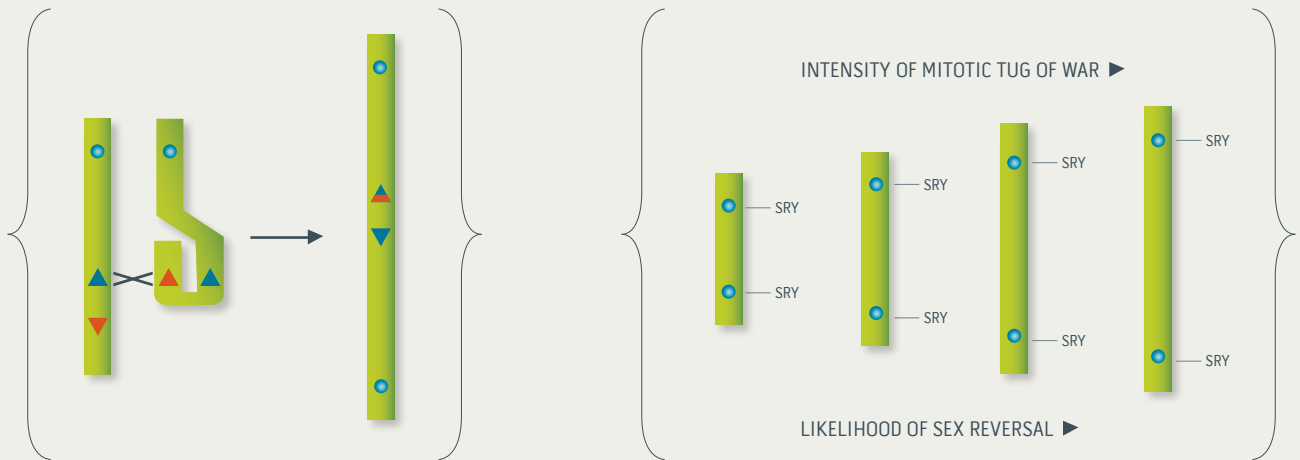 INTENSITY OF MITOTIC TUG OF WAR ►
SRY
SRY
SRY
SRY
SRY
SRY
SRY
SRY
LIKELIHOOD OF SEX REVERSAL ►